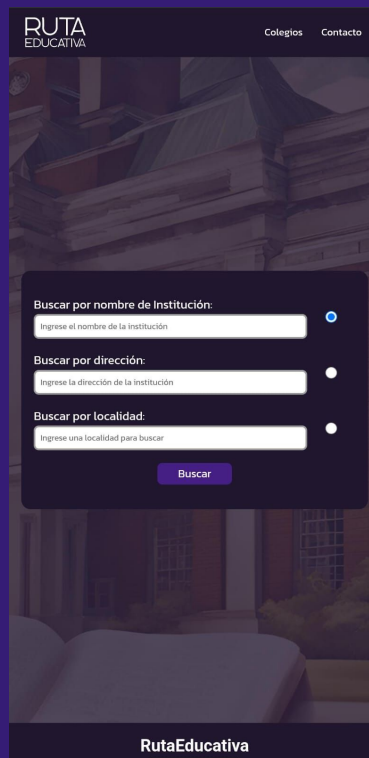 RUTA
EDUCATIVA
Colegios Contacto
Buscar por nombre de Institución:
Ingrese el nombre de la institución
Buscar por dirección:
Ingrese la dirección de la institución
Buscar por localidad:
Ingrese una localidad para buscar
Buscar
RutaEducativa